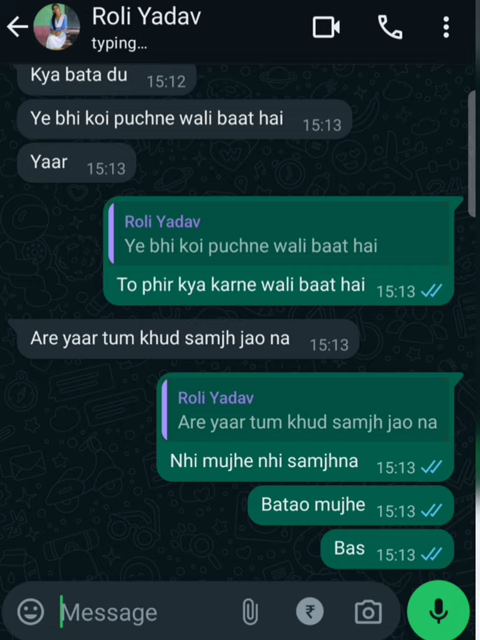 Roli Yadav
typing...
Kya bata du 15:12
Ye bhi koi puchne wali baat hai 15:13
Yaar 15:13
Roli Yadav
Ye bhi koi puchne wali baat hai
To phir kya karne wali baat hai 15:13
Are yaar tum khud samjh jao na 15:13
Roli Yadav
Are yaar tum khud samjh jao na
Nhi mujhe nhi samjhna 15:13
Batao mujhe 15:13
Bas 15:13
Message ₹